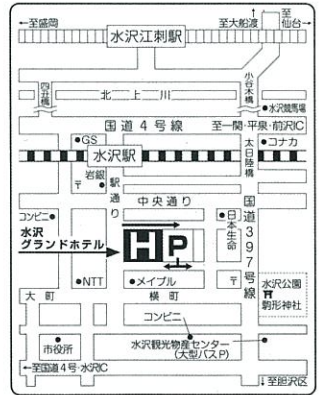 ←至盛岡
水沢江刺駅
至大船渡
至仙台
四丑橋
北上川
小谷木橋
水沢競馬場
国道4号線
至一関・平泉・前沢IC
GS
水沢駅
太日陸橋
コナカ
岩銀
〒
駅通り
中央通り
コンビニ
日本生命
国道397号線
水沢
グランドホテル
H
P
水沢公園
駒形神社
NTT
メイプル
〒
大町
横町
コンビニ
市役所
水沢観光物産センター
(大型バスP)
←至国道4号・水沢IC
↓至胆沢区